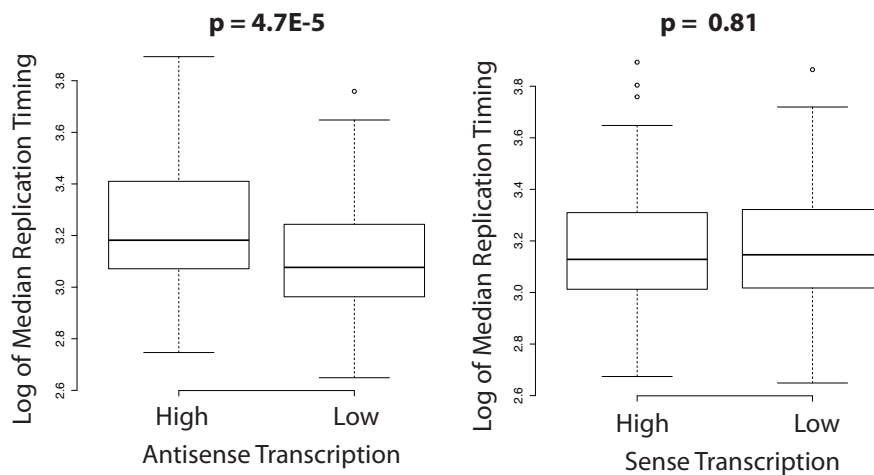 p = 4.7E-5
Log of Median Replication Timing
3.8
3.6
3.4
3.2
3.0
2.8
2.6
High
Low
Antisense Transcription
p = 0.81
Log of Median Replication Timing
3.8
3.6
3.4
3.2
3.0
2.8
2.6
High
Low
Sense Transcription